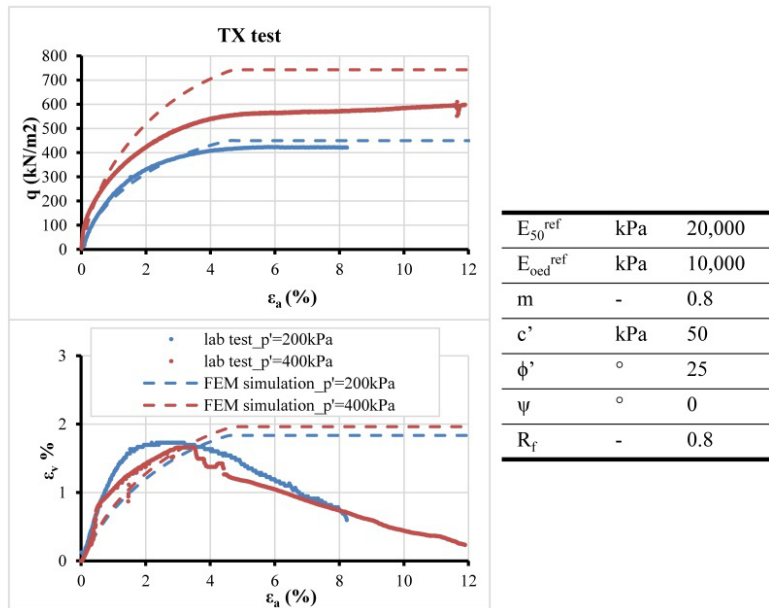 TX test
800
700
600
500
400
300
200
100
0
q (kN/m2)
0 2 4 6 8 10 12
εa (%)
lab test_p'=200kPa
lab test_p'=400kPa
FEM simulation_p'=200kPa
FEM simulation_p'=400kPa
3
2
1
0
εv %
0 2 4 6 8 10 12
εa (%)
E50ref kPa 20,000
Eoedref kPa 10,000
m - 0.8
c' kPa 50
ϕ' ° 25
ψ ° 0
Rf - 0.8